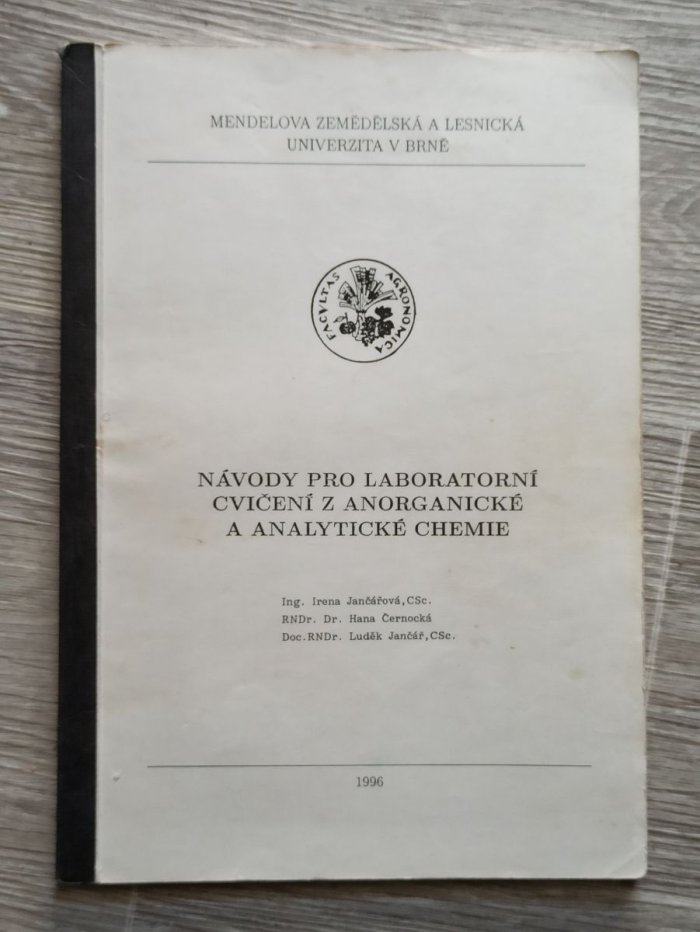 MENDELOVA ZEMĚDĚLSKÁ A LESNICKÁ
UNIVERZITA V BRNĚ
FACVLTAS AGRONOMICA
NÁVODY PRO LABORATORNÍ
CVIČENÍ Z ANORGANICKÉ
A ANALYTICKÉ CHEMIE
Ing. Irena Jančářová,CSc.
RNDr. Dr. Hana Černocká
Doc.RNDr. Luděk Jančář,CSc.
1996